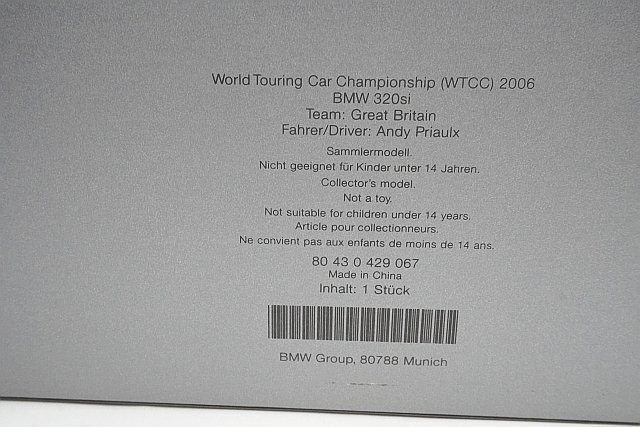 World Touring Car Championship (WTCC) 2006
BMW 320si
Team: Great Britain
Fahrer/Driver: Andy Priaulx
Sammlermodell.
Nicht geeignet für Kinder unter 14 Jahren.
Collector's model.
Not a toy.
Not suitable for children under 14 years.
Article pour collectionneurs.
Ne convient pas aux enfants de moins de 14 ans.
80 43 0 429 067
Made in China
Inhalt: 1 Stück
BMW Group, 80788 Munich